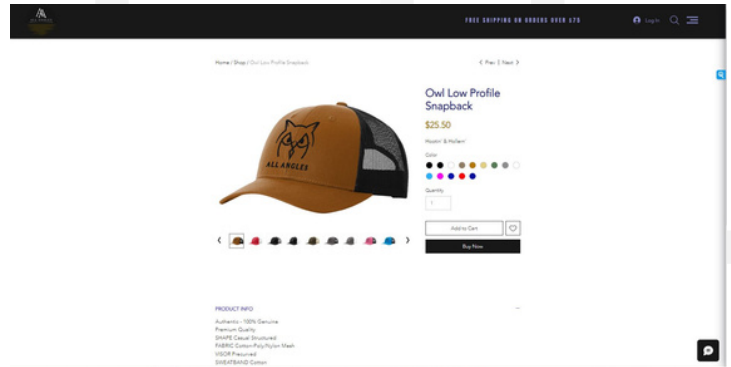 FREE SHIPPING ON ORDERS OVER $70
Log In
Home / Shop / Owl Low Profile Snapback
Prev | Next
Owl Low Profile
Snapback
$25.50
Hootin' & Hollerin'
Color
ALL ANGLES
Quantity
1
Add to Cart
Buy Now
PRODUCT INFO
Authentic - 100% Genuine
Premium Quality
SHAPE Casual Structured
FABRIC Cotton-Poly/Nylon Mesh
VISOR Precurved
SWEATBAND Cotton